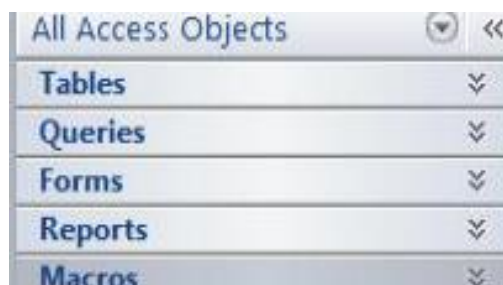 All Access Objects
Tables
Queries
Forms
Reports
Macros